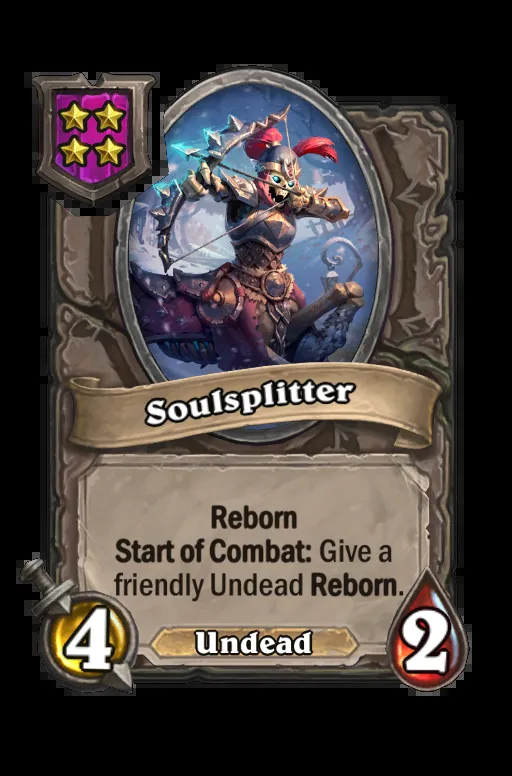 Soulsplitter
Reborn
Start of Combat: Give a
friendly Undead Reborn.
4
Undead
2